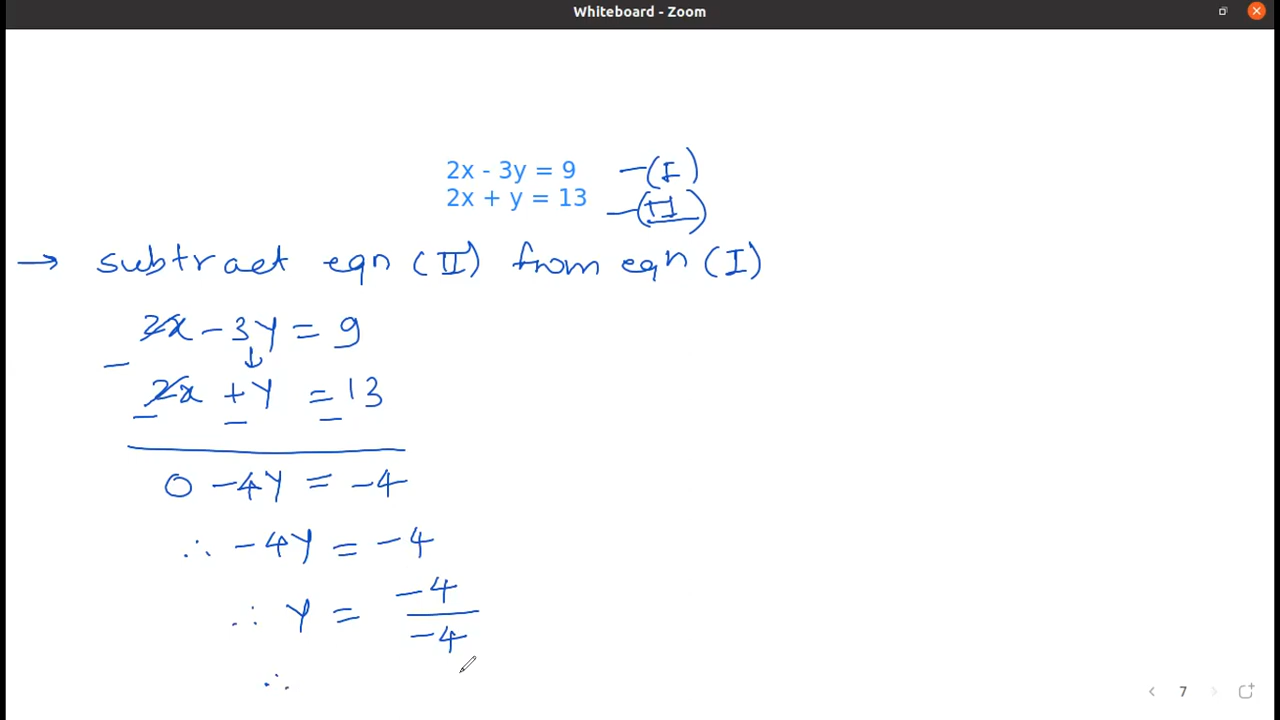 Whiteboard - Zoom
2x - 3y = 9 —(I)
2x + y = 13 —(II)
→ subtract eqn (II) from eqn (I)
2x - 3y = 9
−
↓
2x + y = 13
− − −
0 - 4y = -4
∴ -4y = -4
∴ y = -4/-4
∴
7